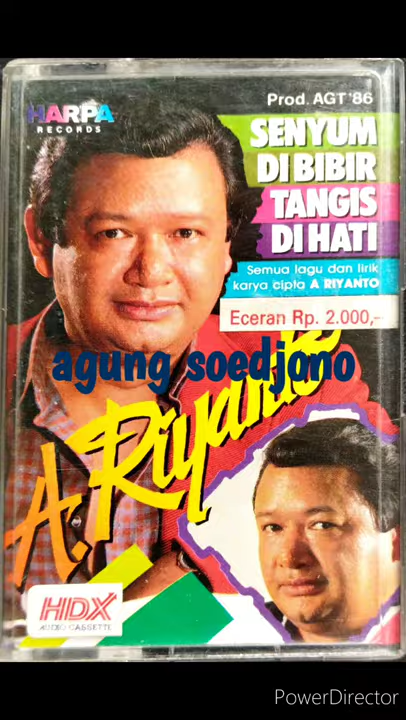 HARPA
RECORDS
Prod. AGT '86
SENYUM
DI BIBIR
TANGIS
DI HATI
Semua lagu dan lirik
karya cipta A RIYANTO
Eceran Rp. 2.000,-
agung soedjono
A. Riyanto
HDX
AUDIO CASSETTE
PowerDirector